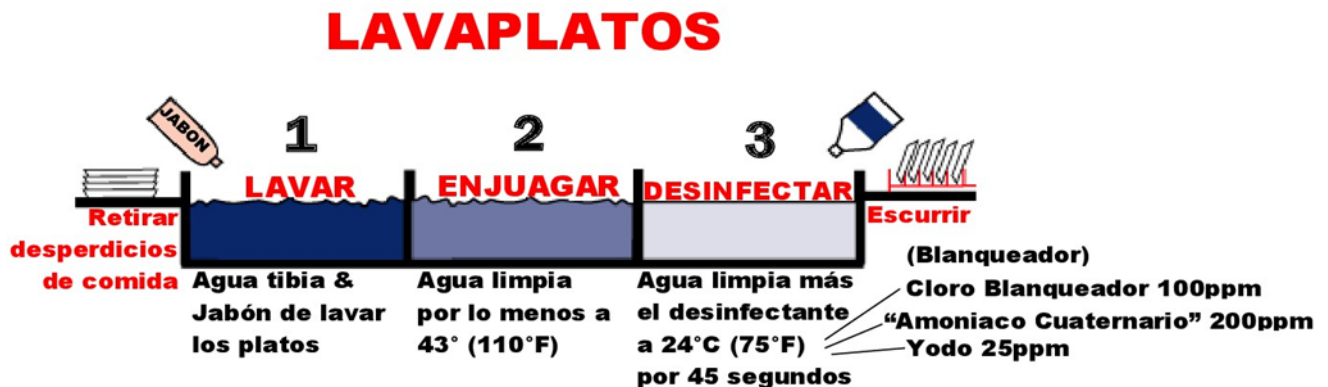 LAVAPLATOS
JABON
1
2
3
LAVAR
ENJUAGAR
DESINFECTAR
Retirar
desperdicios
de comida
Agua tibia &
Jabón de lavar
los platos
Agua limpia
por lo menos a
43° (110°F)
Agua limpia más
el desinfectante
a 24°C (75°F)
por 45 segundos
Escurrir
(Blanqueador)
Cloro Blanqueador 100ppm
“Amoniaco Cuaternario” 200ppm
Yodo 25ppm